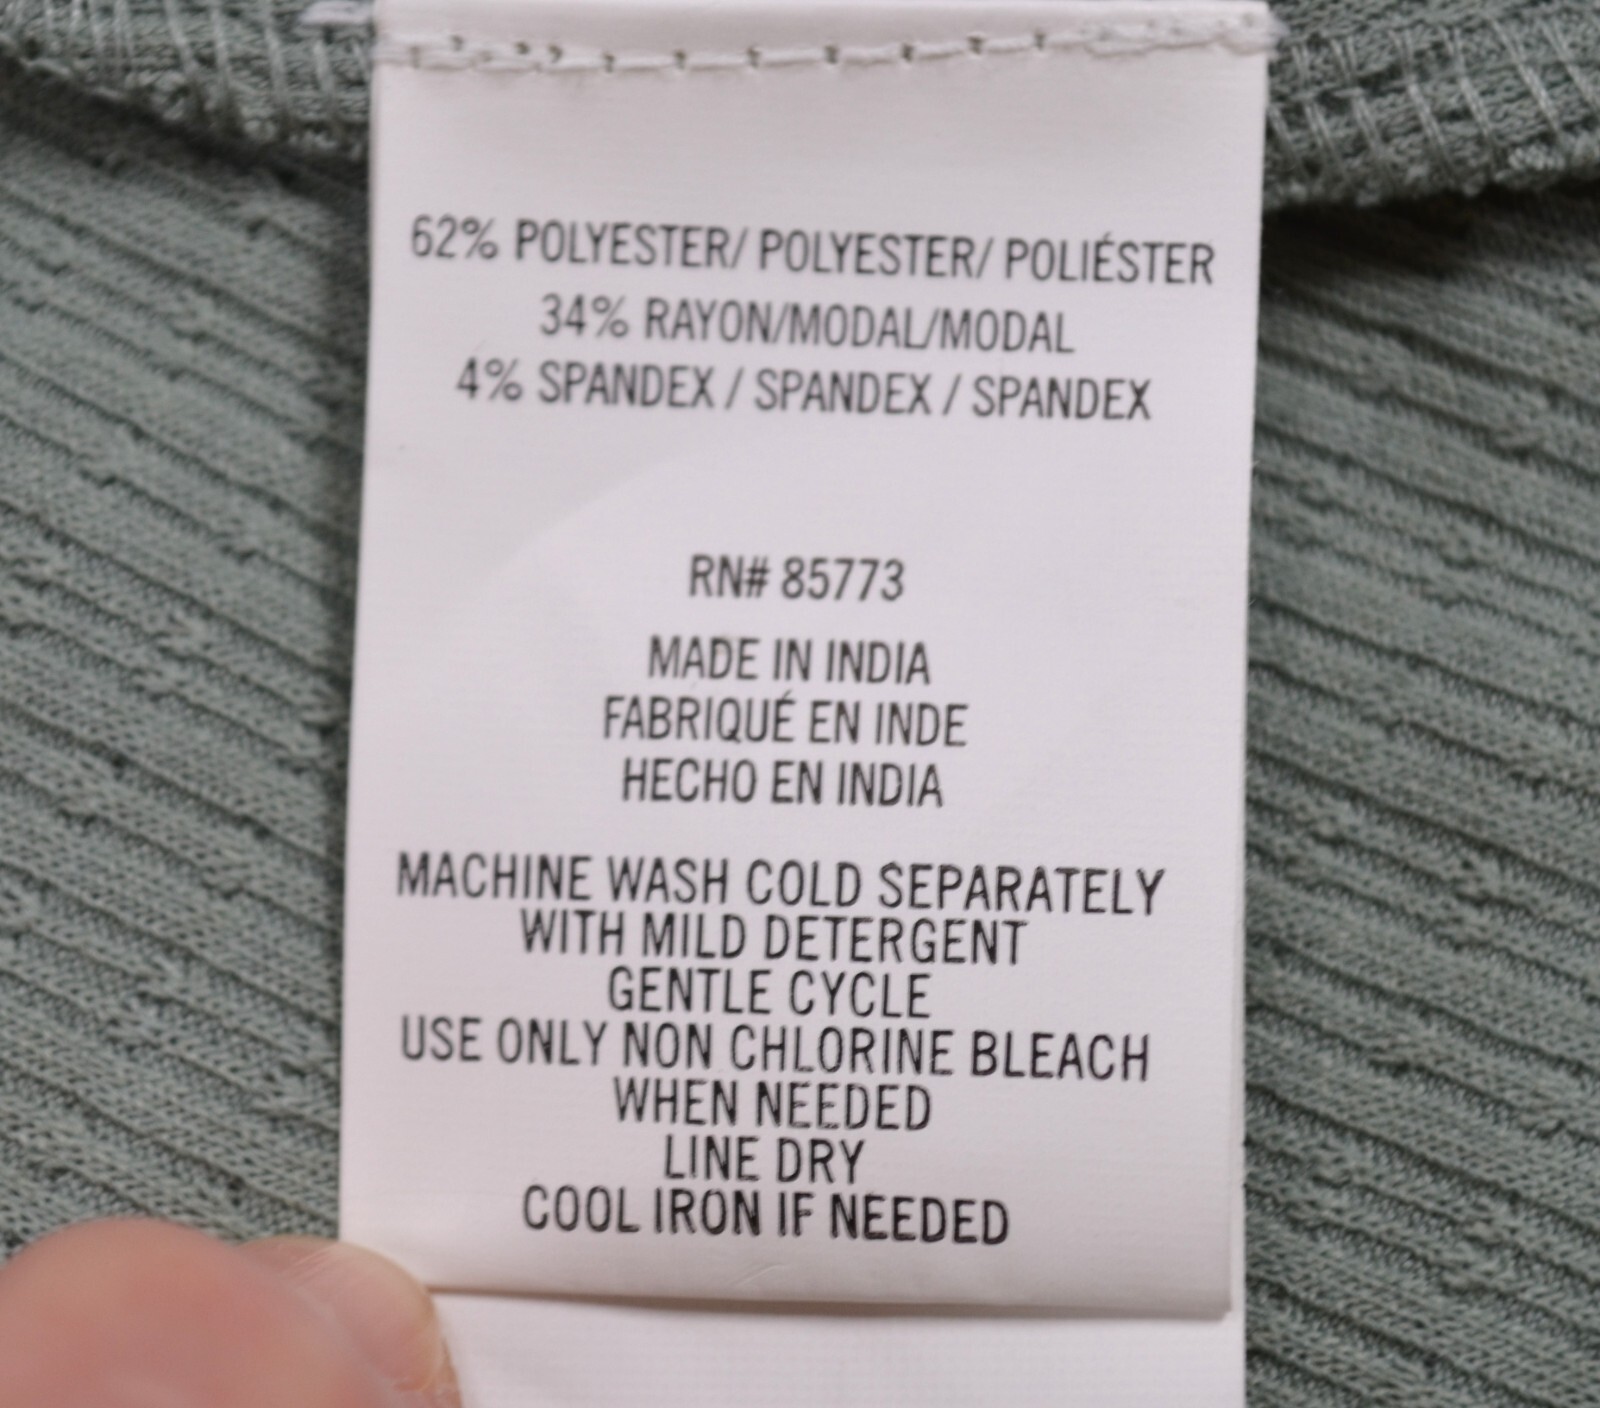 62% POLYESTER/ POLYESTER/ POLIÉSTER
34% RAYON/MODAL/MODAL
4% SPANDEX / SPANDEX / SPANDEX
RN# 85773
MADE IN INDIA
FABRIQUÉ EN INDE
HECHO EN INDIA
MACHINE WASH COLD SEPARATELY
WITH MILD DETERGENT
GENTLE CYCLE
USE ONLY NON CHLORINE BLEACH
WHEN NEEDED
LINE DRY
COOL IRON IF NEEDED